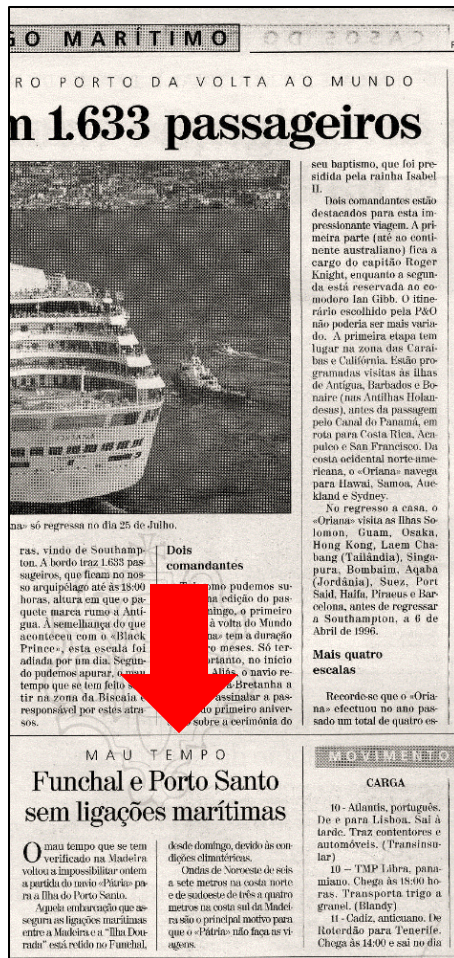 GO MARÍTIMO
RO PORTO DA VOLTA AO MUNDO
m 1.633 passageiros
ORIANA
na» só regressa no dia 25 de Julho.
ras, vindo de Southamp-
ton. A bordo traz 1.633 pas-
sageiros, que ficam no nos-
so arquipélago até às 18:00
horas, altura em que o pa-
quete marca rumo a Antí-
gua. À semelhança do que
aconteceu com o «Black
Prince», esta escala foi
adiada por um dia. Segun-
do pudemos apurar, o mau
tempo que se tem feito
tir na zona da Biscaia
responsável por estes atra-
sos.
Dois
comandantes
omo pudemos su-
na edição do pas-
mingo, o primeiro
à volta do Mundo
na» tem a duração
ro meses. Só ter-
ortanto, no início
Aliás, o navio re-
a-Bretanha a
assinalar a pas-
do primeiro aniver-
sobre a cerimónia do
seu baptismo, que foi pre-
sidida pela rainha Isabel
II.
Dois comandantes estão
destacados para esta im-
pressionante viagem. A pri-
meira parte (até ao conti-
nente australiano) fica a
cargo do capitão Roger
Knight, enquanto a segun-
da está reservada ao co-
modoro Ian Gibb. O itine-
rário escolhido pela P&O
não poderia ser mais varia-
do. A primeira etapa tem
lugar na zona das Caraí-
bas e Califórnia. Estão pro-
gramadas visitas às ilhas
de Antígua, Barbados e Bo-
naire (nas Antilhas Holan-
desas), antes da passagem
pelo Canal do Panamá, em
rota para Costa Rica, Aca-
pulco e San Francisco. Da
costa ocidental norte-ame-
ricana, o «Oriana» navega
para Hawai, Samoa, Auc-
kland e Sydney.
No regresso a casa, o
«Oriana» visita as Ilhas So-
lomon, Guam, Osaka,
Hong Kong, Laem Cha-
bang (Tailândia), Singa-
pura, Bombaim, Aqaba
(Jordânia), Suez, Port
Said, Haifa, Piraeus e Bar-
celona, antes de regressar
a Southampton, a 6 de
Abril de 1996.
Mais quatro
escalas
Recorde-se que o «Oria-
na» efectuou no ano pas-
sado um total de quatro es-
MAU TEMPO
Funchal e Porto Santo
sem ligações marítimas
O mau tempo que se tem
verificado na Madeira
voltou a impossibilitar ontem
a partida do navio «Pátria» pa-
ra a Ilha do Porto Santo.
Aquela embarcação que as-
segura as ligações marítimas
entre a Madeira e a "Ilha Dou-
rada" está retido no Funchal,
desde domingo, devido às con-
dições climatéricas.
Ondas de Noroeste de seis
a sete metros na costa norte
e de sudoeste de três a quatro
metros na costa sul da Madei-
ra são o principal motivo para
que o «Pátria» não faça as vi-
agens.
MOVIMENTO
CARGA
10 - Atlantis, português.
De e para Lisboa. Sai à
tarde. Traz contentores e
automóveis. (Transinsu-
lar)
10 – TMP Libra, pana-
miano. Chega às 18:00 ho-
ras. Transporta trigo a
granel. (Blandy)
11 - Cadiz, anticuano. De
Roterdão para Tenerife.
Chega às 14:00 e sai no dia